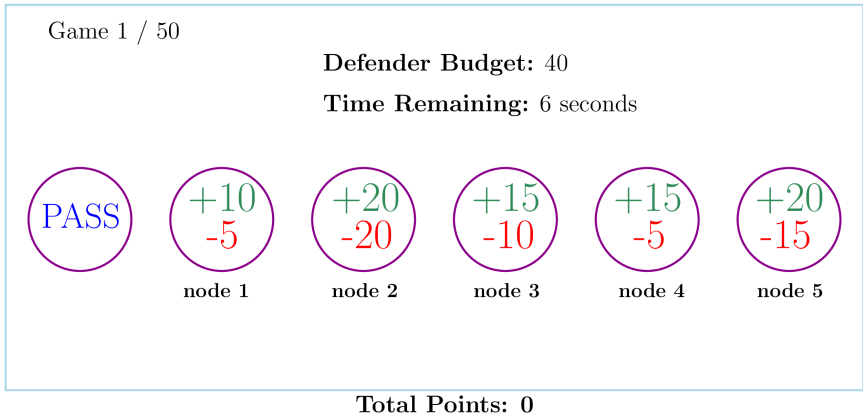 Game 1 / 50
Defender Budget: 40
Time Remaining: 6 seconds
PASS
+10
-5
node 1
+20
-20
node 2
+15
-10
node 3
+15
-5
node 4
+20
-15
node 5
Total Points: 0